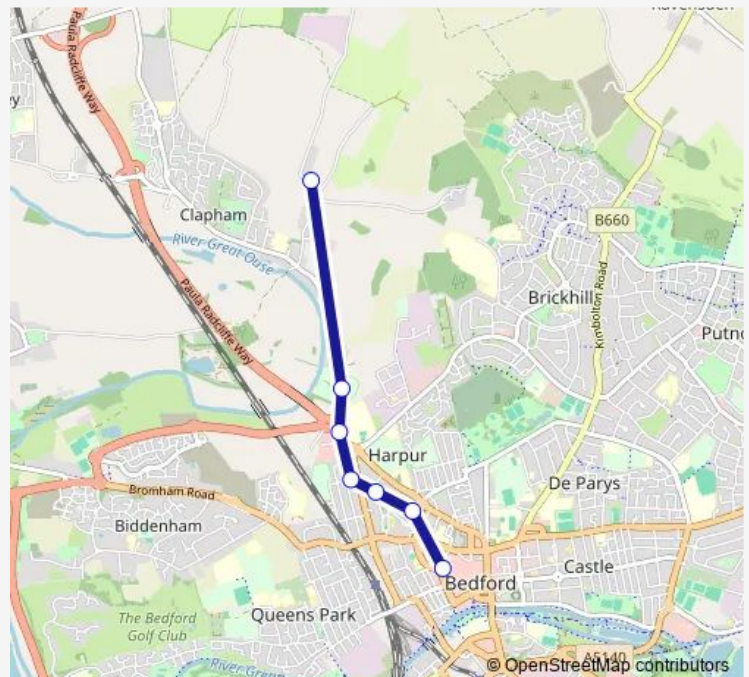 Paula Radcliffe Way
Clapham
River Great Ouse
B660
Paula Radcliffe Way
Brickhill
Kimbolton Road
Harpur
De Parys
Bromham Road
Biddenham
Castle
Bedford
Queens Park
The Bedford
Golf Club
A5140
© OpenStreetMap contributors